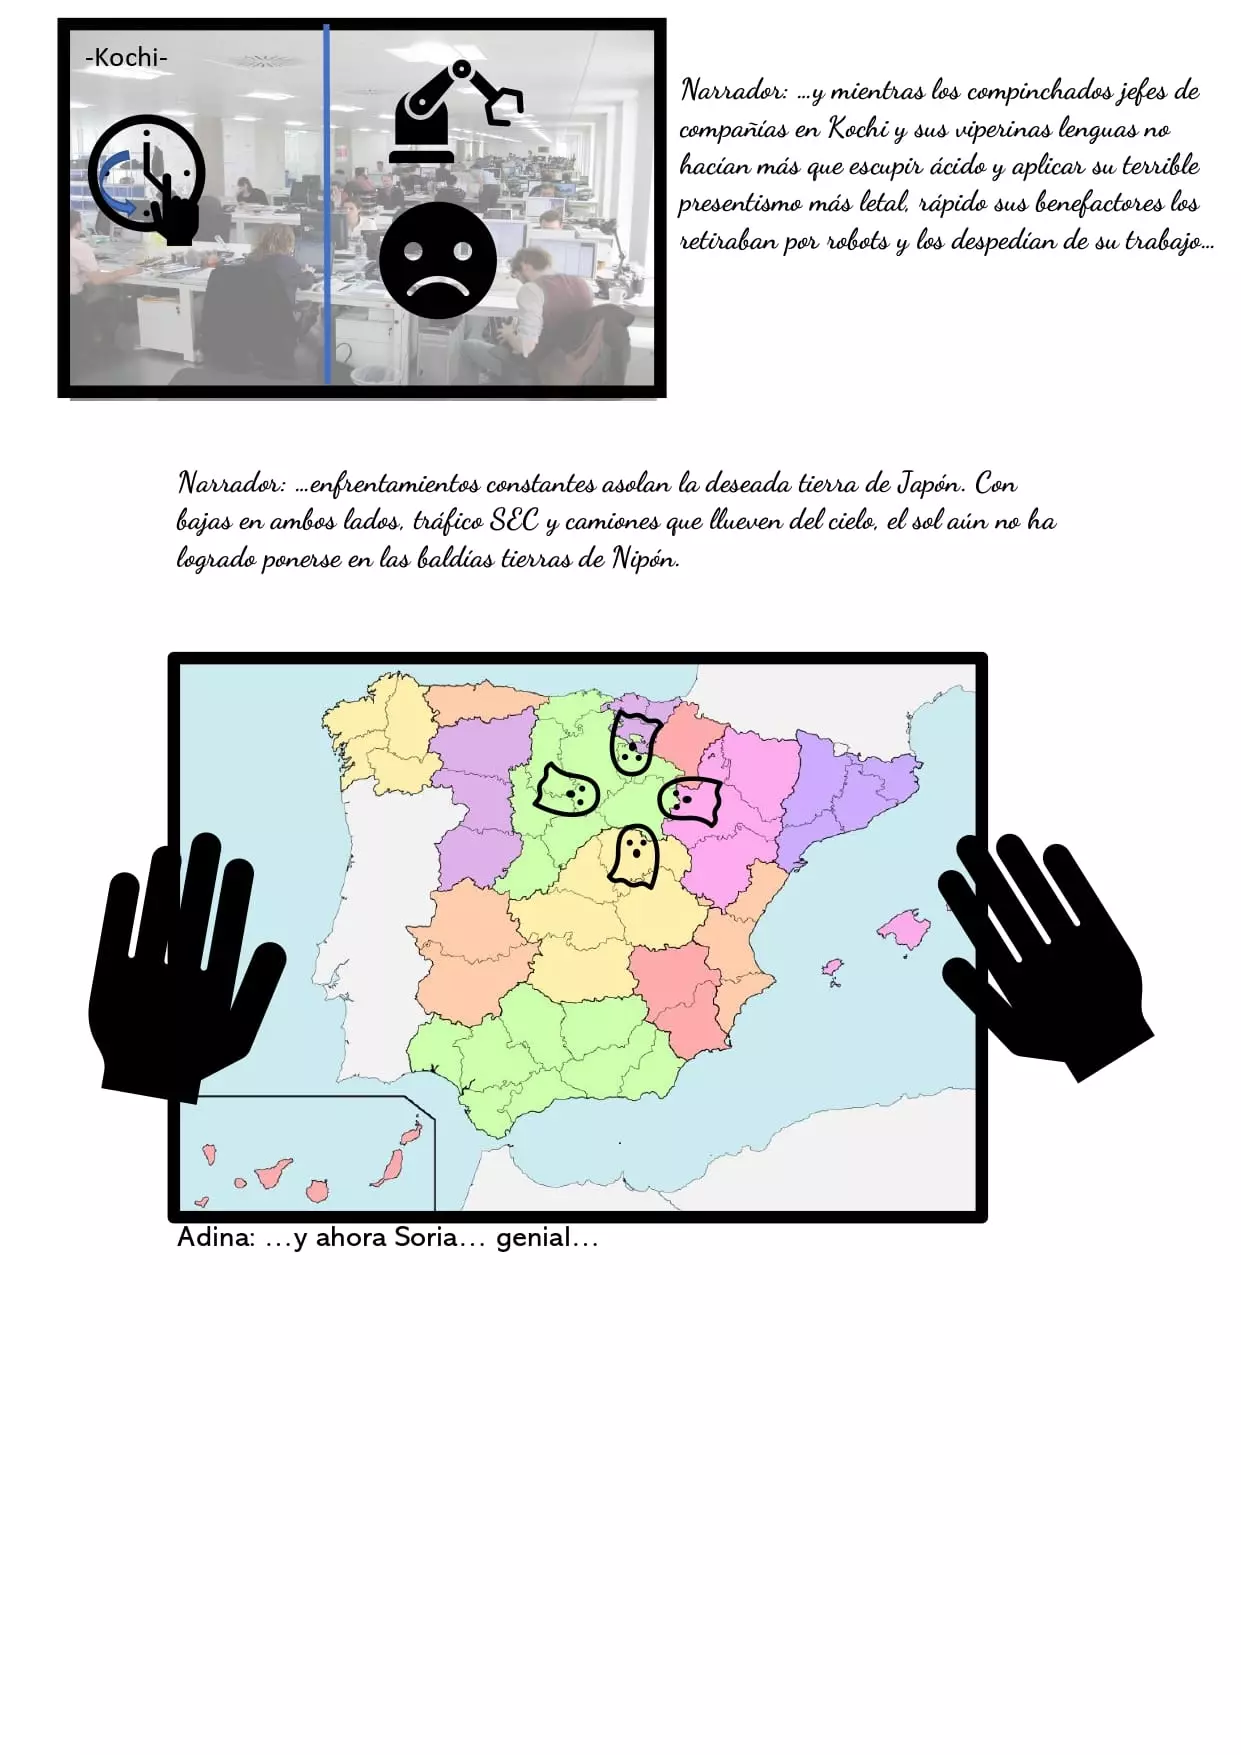 -Kochi-
Narrador: …y mientras los compinchados jefes de
compañías en Kochi y sus viperinas lenguas no
hacían más que escupir ácido y aplicar su terrible
presentismo más letal, rápido sus benefactores los
retiraban por robots y los despedían de su trabajo…
Narrador: …enfrentamientos constantes asolan la deseada tierra de Japón. Con
bajas en ambos lados, tráfico SEC y camiones que llueven del cielo, el sol aún no ha
logrado ponerse en las baldías tierras de Nipón.
Adina: …y ahora Soria… genial…